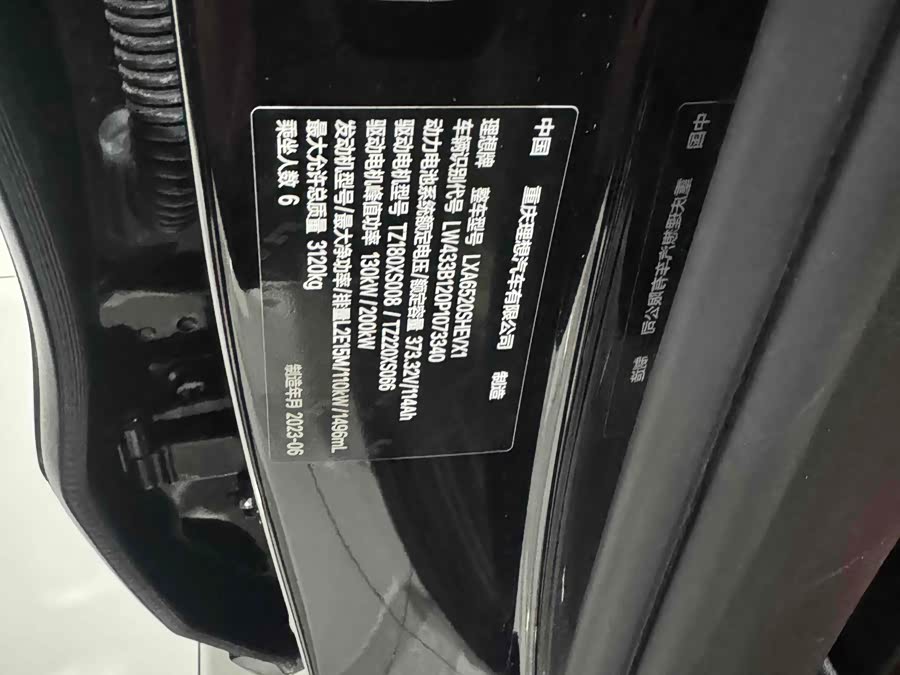 中国 重庆理想汽车有限公司 制造
理想牌 整车型号 LXA6520SHEVX1
车辆识别代号 LW433B120P1073340
动力电池系统额定电压/额定容量 373.32V/114Ah
驱动电机型号 TZ180XS008 / TZ220XS066
驱动电机峰值功率 130kW/200kW
发动机型号/最大净功率/排量 L2E15M/110kW/1496mL
最大允许总质量 3120kg
乘坐人数 6 制造年月 2023-06